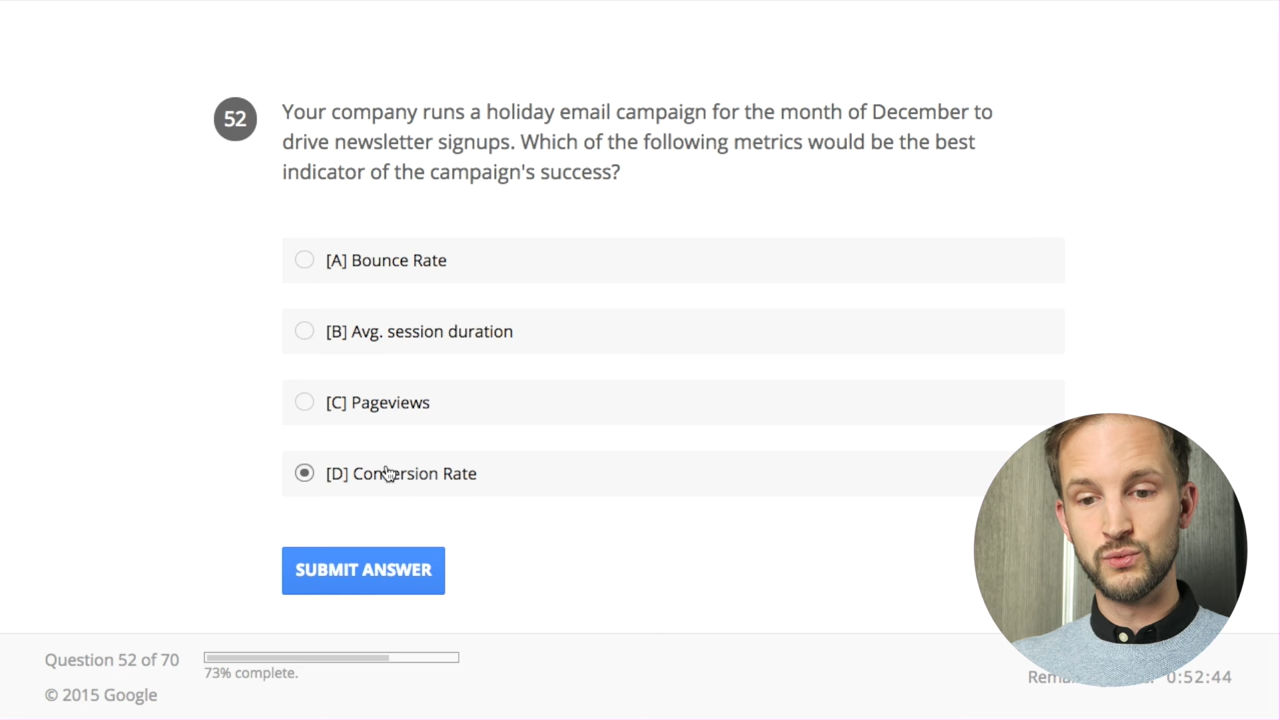 52
Your company runs a holiday email campaign for the month of December to
drive newsletter signups. Which of the following metrics would be the best
indicator of the campaign's success?
[A] Bounce Rate
[B] Avg. session duration
[C] Pageviews
[D] Conversion Rate
SUBMIT ANSWER
Question 52 of 70
73% complete.
© 2015 Google
0:52:44